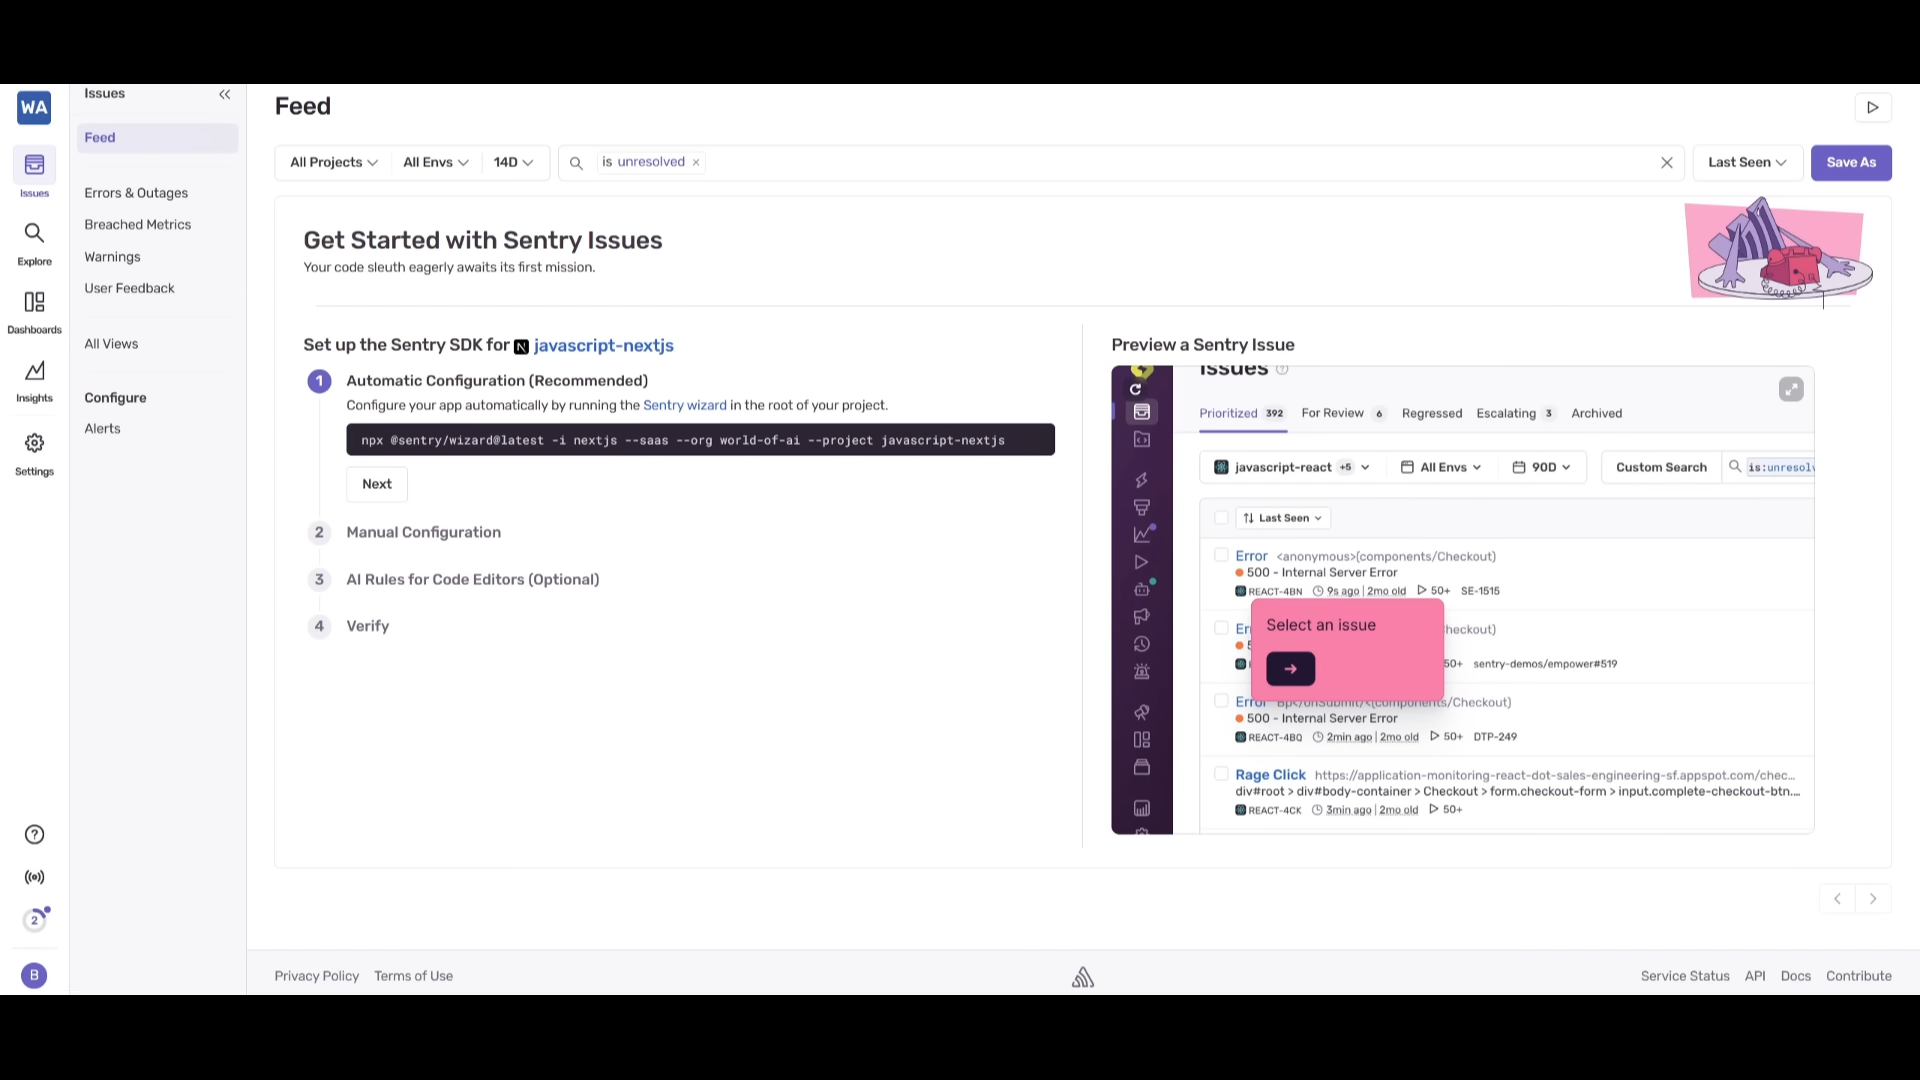 WA
Issues
Explore
Dashboards
Insights
Settings
2
B
Issues
Feed
Errors & Outages
Breached Metrics
Warnings
User Feedback
All Views
Configure
Alerts
Feed
All Projects
All Envs
14D
is unresolved
Last Seen
Save As
Get Started with Sentry Issues
Your code sleuth eagerly awaits its first mission.
Set up the Sentry SDK for N javascript-nextjs
1 Automatic Configuration (Recommended)
Configure your app automatically by running the Sentry wizard in the root of your project.
npx @sentry/wizard@latest -i nextjs --saas --org world-of-ai --project javascript-nextjs
Next
2 Manual Configuration
3 AI Rules for Code Editors (Optional)
4 Verify
Preview a Sentry Issue
Issues
Prioritized 392 For Review 6 Regressed Escalating 3 Archived
javascript-react +5 All Envs 90D Custom Search is:unresolv
Last Seen
Error <anonymous>(components/Checkout)
500 - Internal Server Error
REACT-4BN 9s ago | 2mo old 50+ SE-1515
Select an issue
heckout)
50+ sentry-demos/empower#519
Error /Checkout)
500 - Internal Server Error
REACT-4BQ 2min ago | 2mo old 50+ DTP-249
Rage Click https://application-monitoring-react-dot-sales-engineering-sf.appspot.com/chec...
div#root > div#body-container > Checkout > form.checkout-form > input.complete-checkout-btn....
REACT-4CK 3min ago | 2mo old 50+
Privacy Policy Terms of Use
Service Status API Docs Contribute